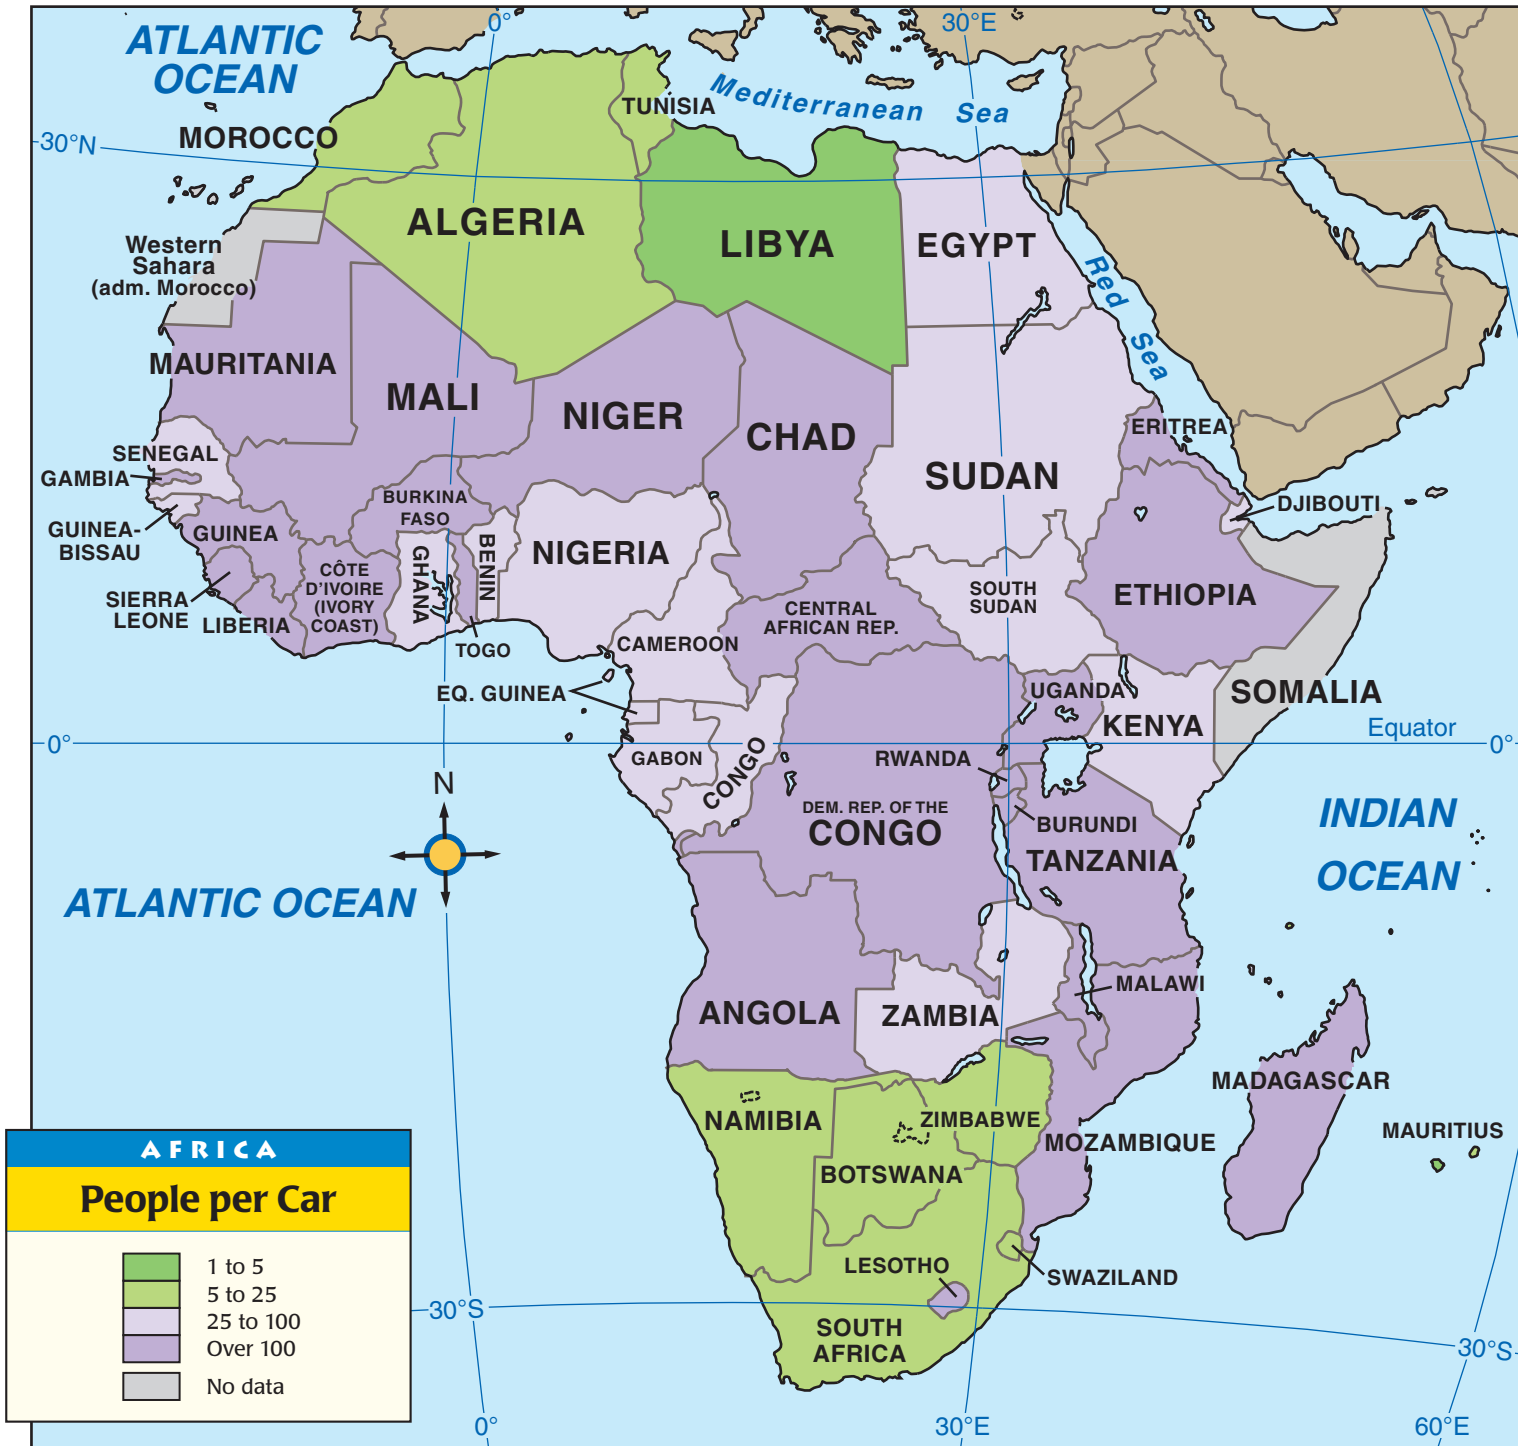 0°
30°E
ATLANTIC
OCEAN
Mediterranean Sea
TUNISIA
MOROCCO
30°N
ALGERIA
LIBYA
EGYPT
Western
Sahara
(adm. Morocco)
Red Sea
MAURITANIA
MALI
NIGER
CHAD
ERITREA
SENEGAL
SUDAN
GAMBIA
BURKINA
FASO
DJIBOUTI
GUINEA-
BISSAU
GUINEA
NIGERIA
BENIN
GHANA
CÔTE
D'IVOIRE
(IVORY
COAST)
SOUTH
SUDAN
ETHIOPIA
SIERRA
LEONE
LIBERIA
CENTRAL
AFRICAN REP.
TOGO
CAMEROON
EQ. GUINEA
UGANDA
SOMALIA
KENYA
Equator
0°
0°
GABON
CONGO
RWANDA
N
DEM. REP. OF THE
CONGO
BURUNDI
INDIAN
OCEAN
TANZANIA
ATLANTIC OCEAN
MALAWI
ANGOLA
ZAMBIA
MADAGASCAR
NAMIBIA
ZIMBABWE
MOZAMBIQUE
MAURITIUS
BOTSWANA
LESOTHO
SWAZILAND
30°S
SOUTH
AFRICA
30°S
0°
30°E
60°E
AFRICA
People per Car
1 to 5
5 to 25
25 to 100
Over 100
No data